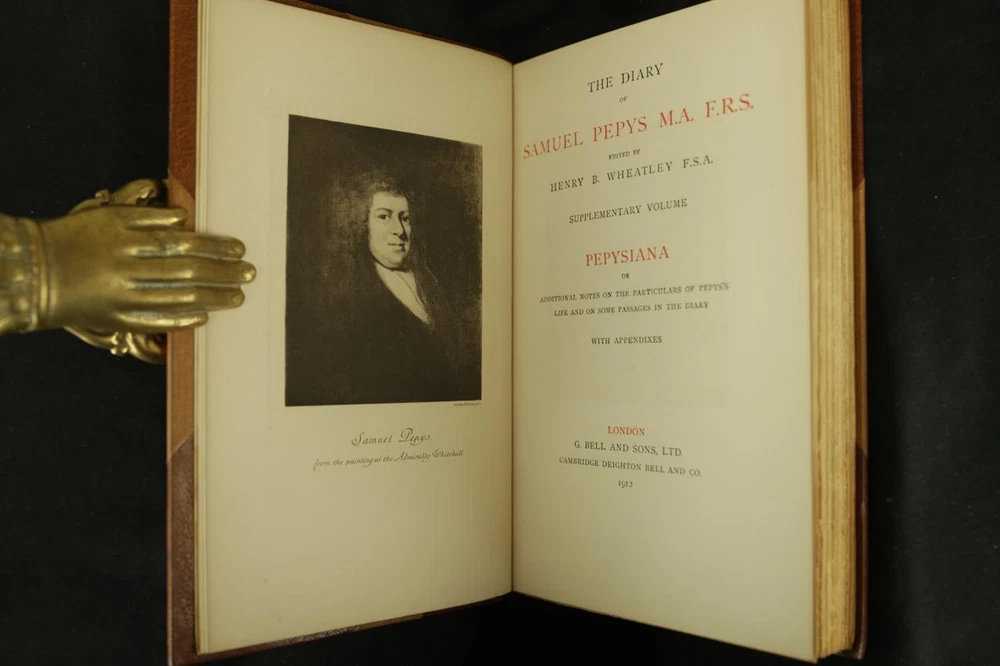 Samuel Pepys.
from the painting at the Admiralty Whitehall
THE DIARY
OF
SAMUEL PEPYS M.A. F.R.S.
EDITED BY
HENRY B. WHEATLEY F.S.A.
SUPPLEMENTARY VOLUME
PEPYSIANA
OR
ADDITIONAL NOTES ON THE PARTICULARS OF PEPYS'S
LIFE AND ON SOME PASSAGES IN THE DIARY
WITH APPENDIXES
LONDON
G. BELL AND SONS, LTD.
CAMBRIDGE DEIGHTON BELL AND CO.
1912